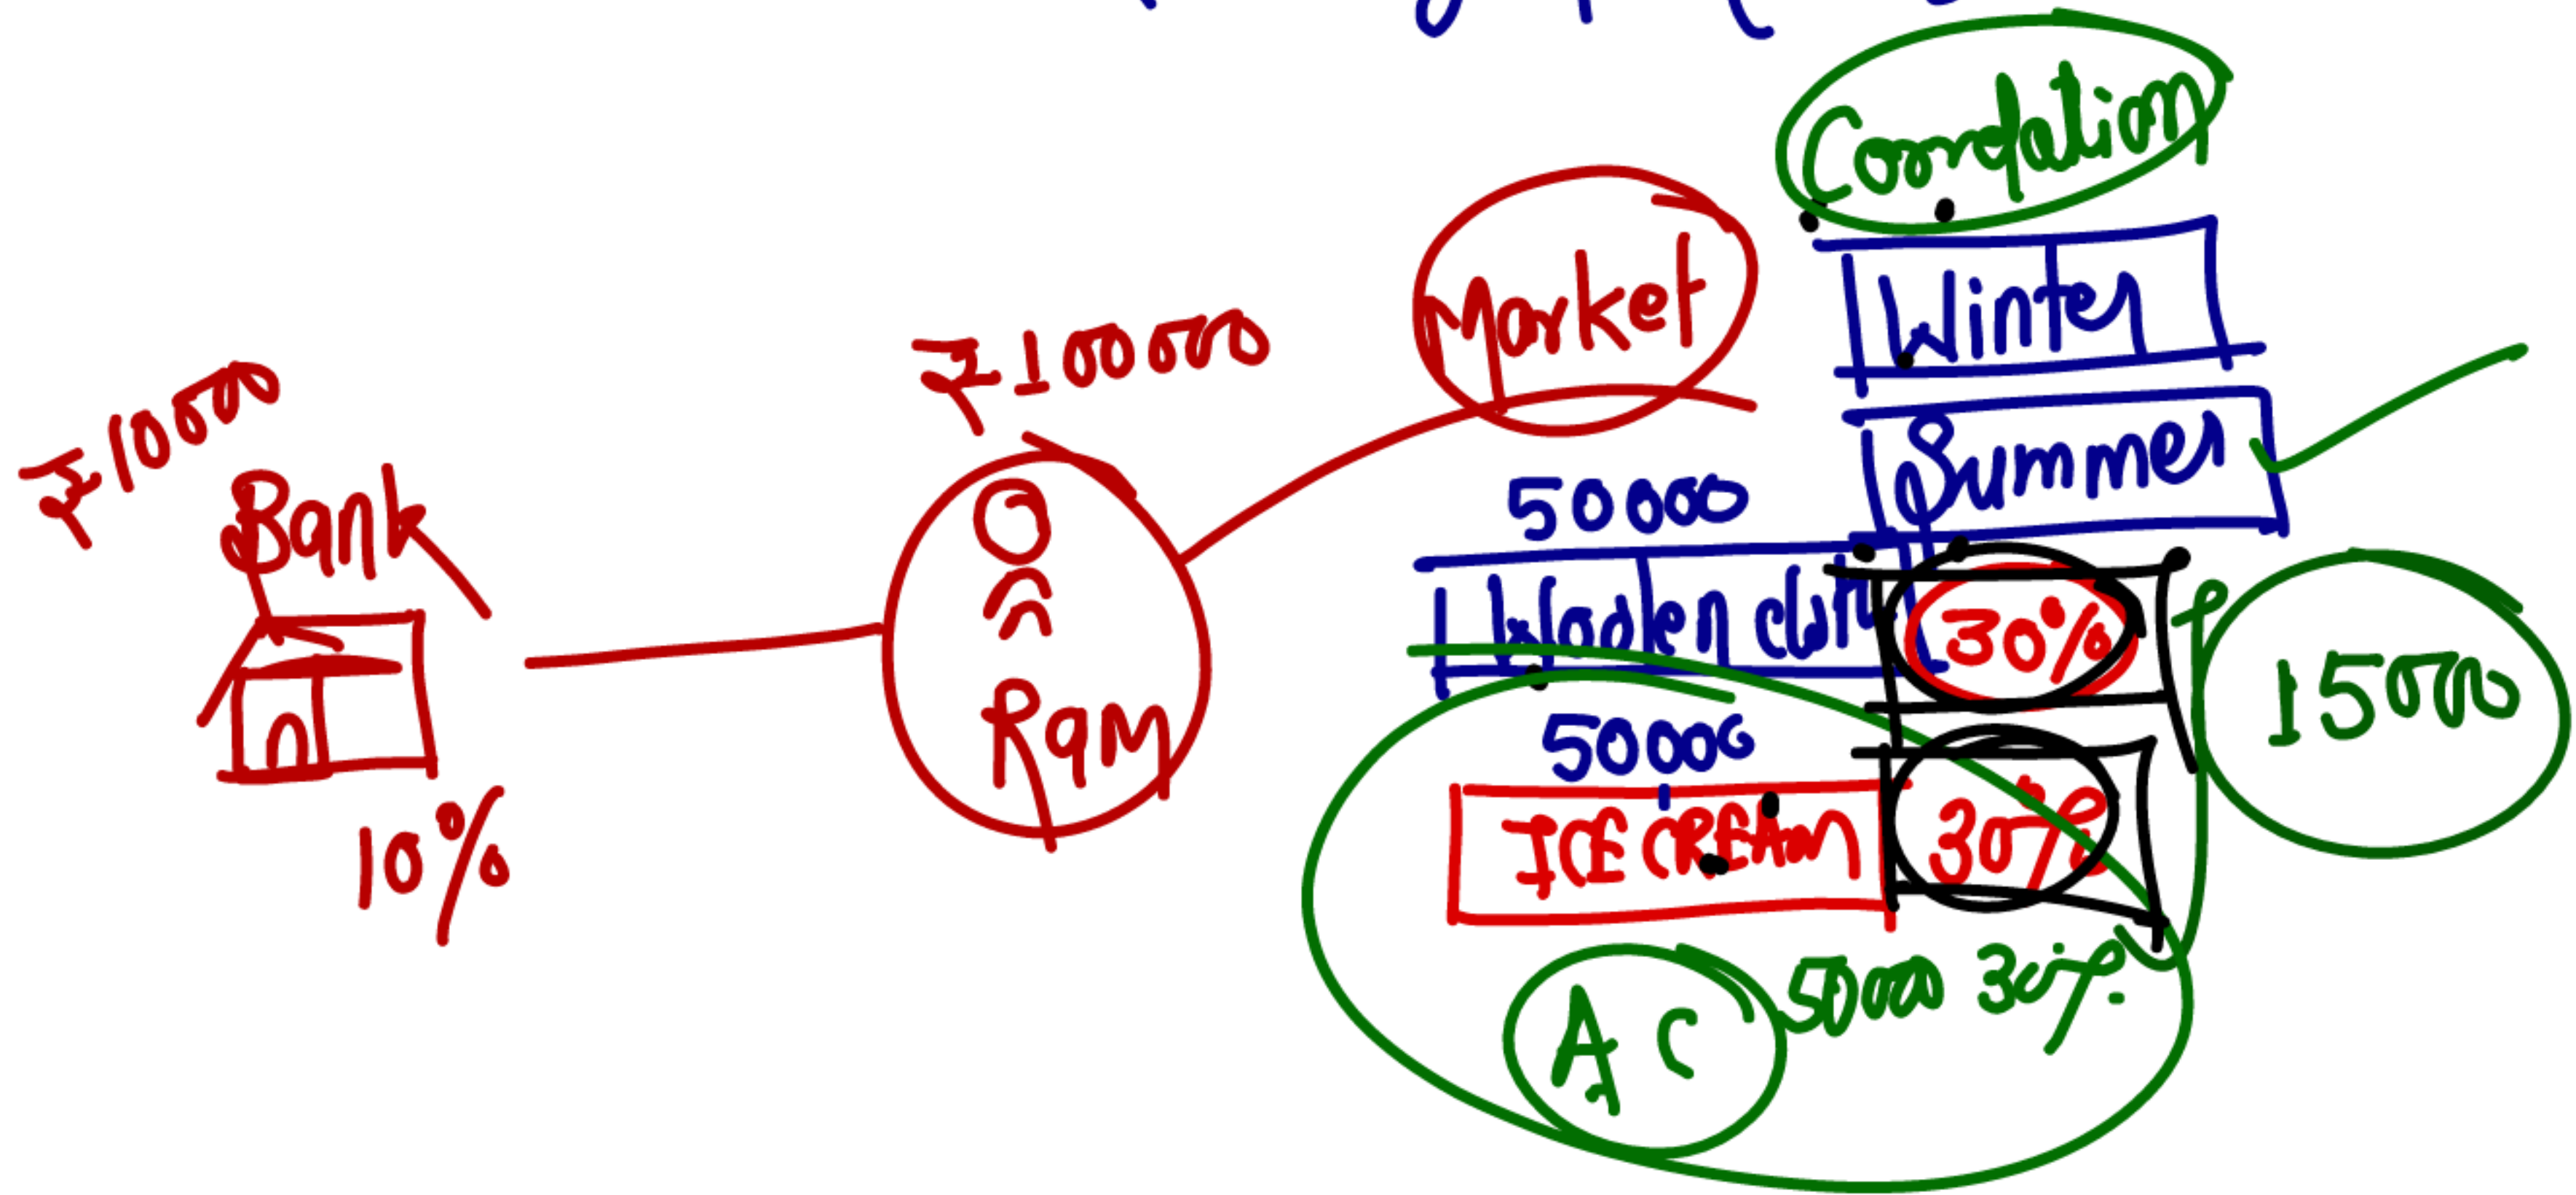 Correlation
Market
Winter
₹100000
Summer
₹10000
Bank
50000
Woolen cloth
30%
15000
Ram
50000
ICE CREAM
30%
10%
AC
50000 30%